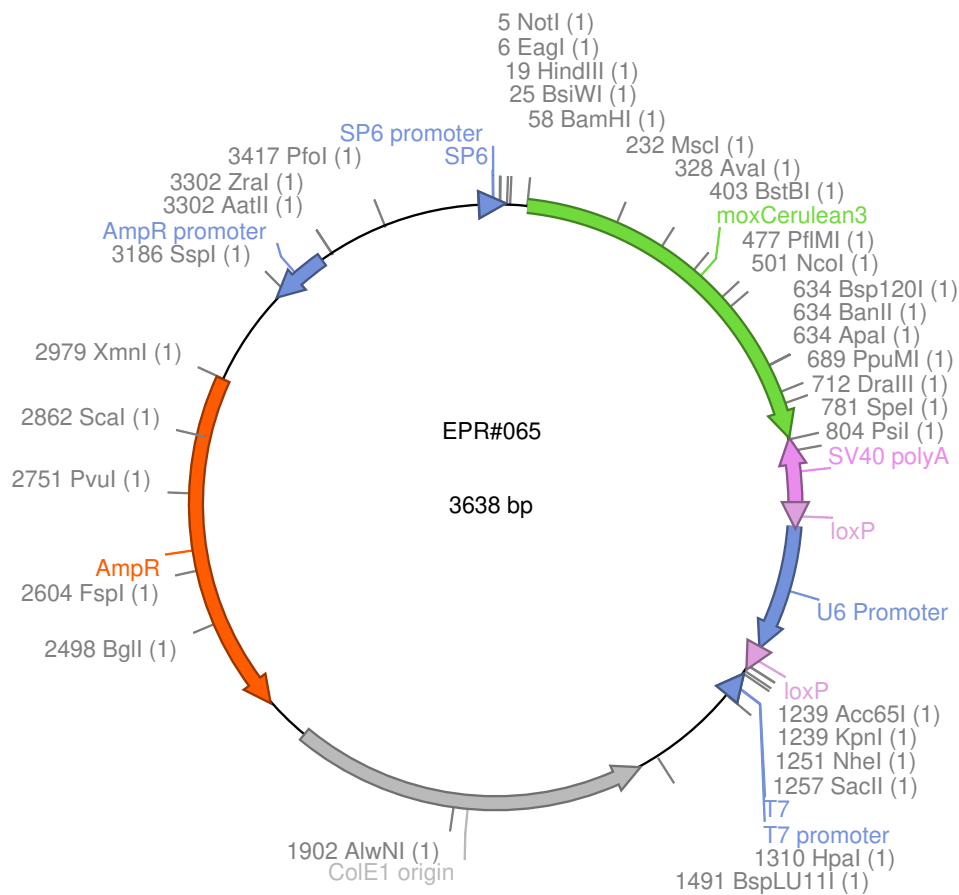 5 NotI (1)
6 EagI (1)
19 HindIII (1)
25 BsiWI (1)
58 BamHI (1)
232 MscI (1)
328 AvaI (1)
403 BstBI (1)
moxCerulean3
477 PflMI (1)
501 NcoI (1)
634 Bsp120I (1)
634 BanII (1)
634 ApaI (1)
689 PpuMI (1)
712 DraIII (1)
781 SpeI (1)
804 PsiI (1)
SV40 polyA
loxP
U6 Promoter
loxP
1239 Acc65I (1)
1239 KpnI (1)
1251 NheI (1)
1257 SacII (1)
T7
T7 promoter
1310 HpaI (1)
1491 BspLU11I (1)
1902 AlwNI (1)
ColE1 origin
2498 BglI (1)
2604 FspI (1)
AmpR
2751 PvuI (1)
2862 ScaI (1)
2979 XmnI (1)
3186 SspI (1)
AmpR promoter
3302 AatII (1)
3302 ZraI (1)
3417 PfoI (1)
SP6
SP6 promoter
EPR#065
3638 bp